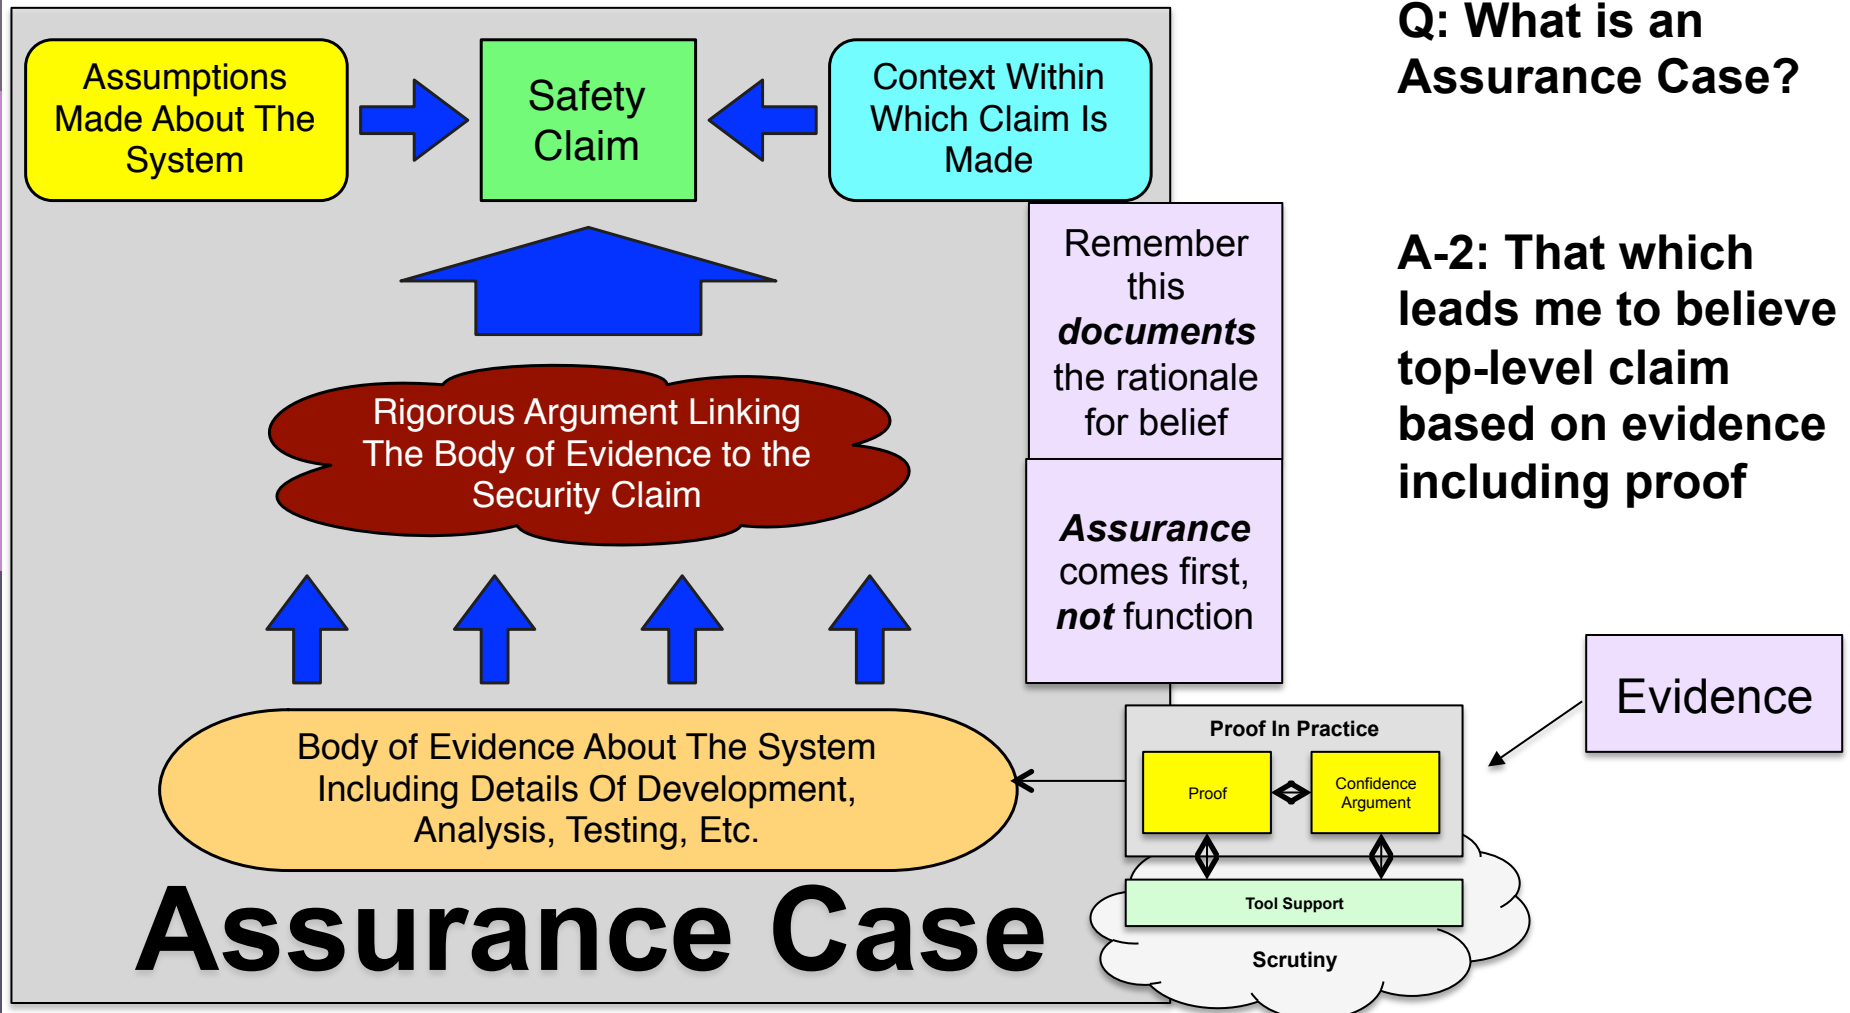 Assumptions
Made About The
System
Safety
Claim
Context Within
Which Claim Is
Made
Q: What is an
Assurance Case?
Remember
this
documents
the rationale
for belief
A-2: That which
leads me to believe
top-level claim
based on evidence
including proof
Rigorous Argument Linking
The Body of Evidence to the
Security Claim
Assurance
comes first,
not function
Evidence
Body of Evidence About The System
Including Details Of Development,
Analysis, Testing, Etc.
Proof In Practice
Proof
Confidence
Argument
Tool Support
Scrutiny
Assurance Case